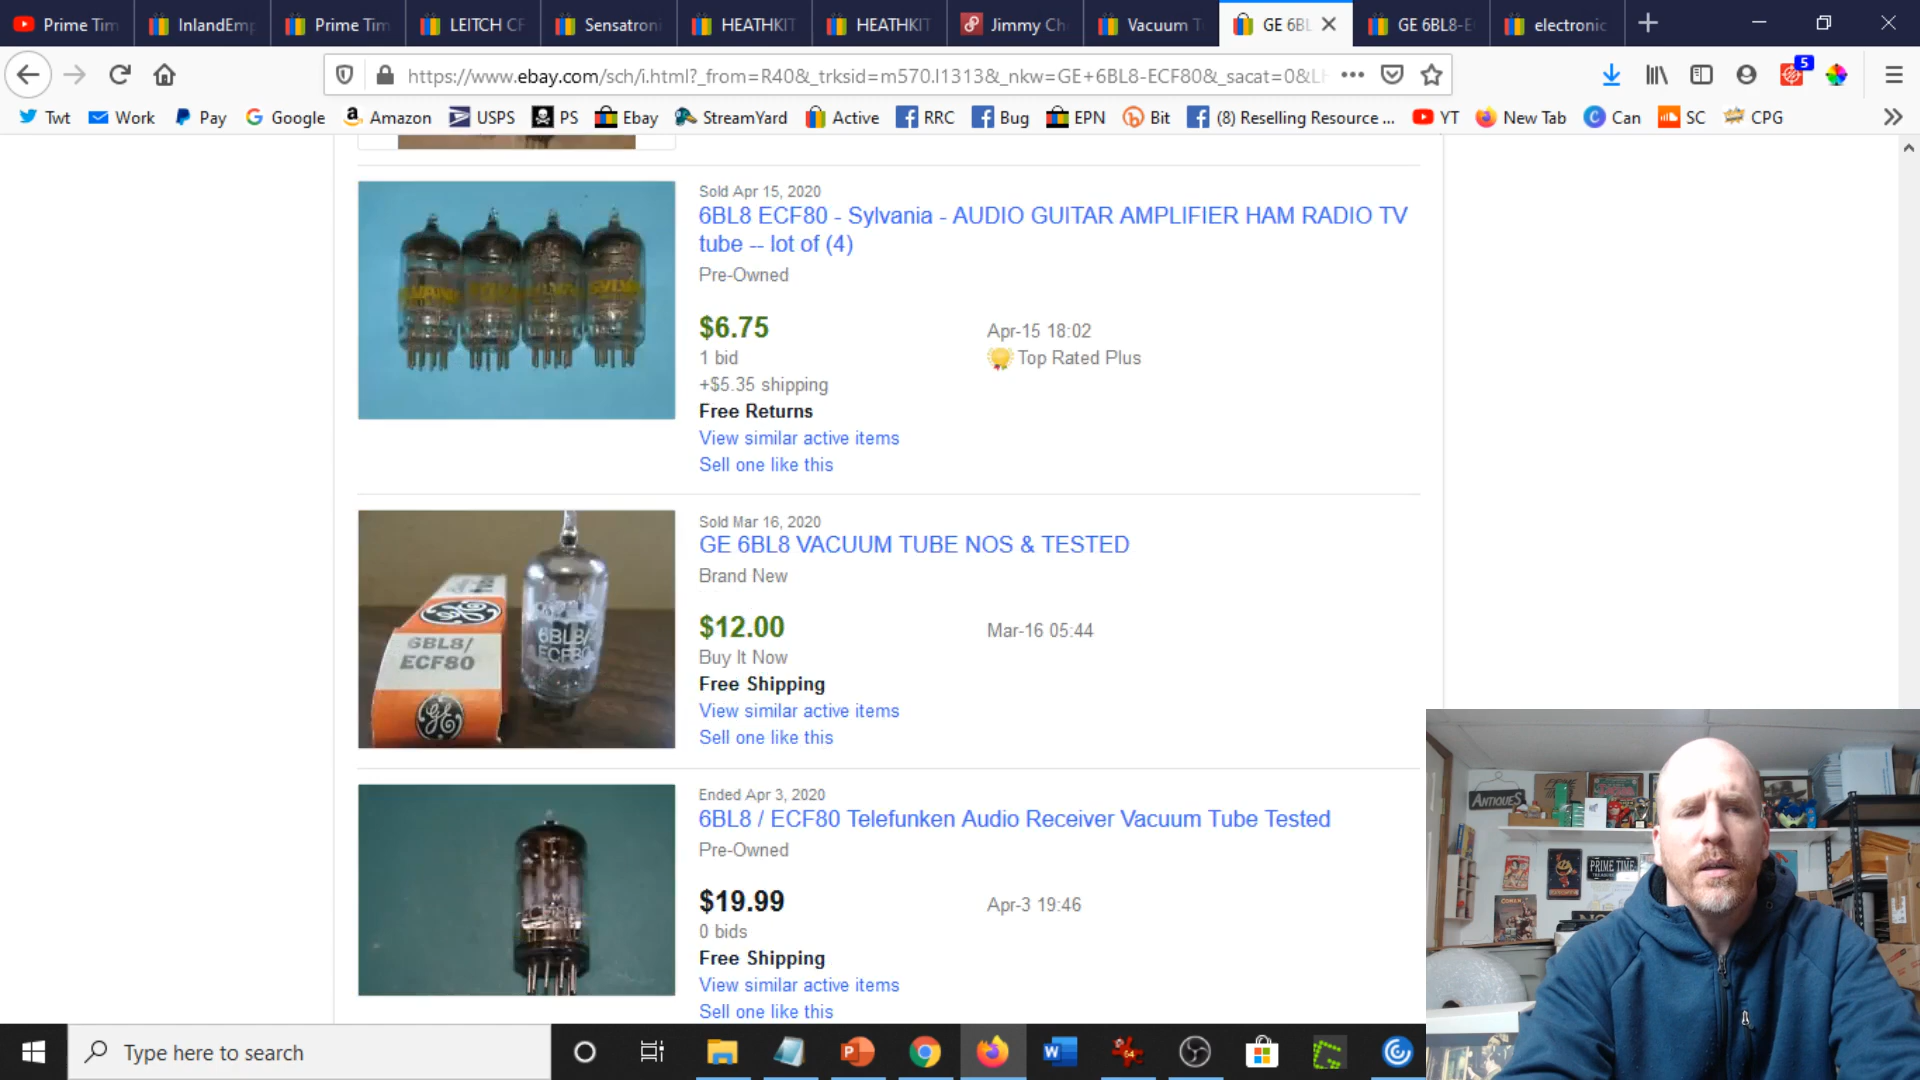 Prime Tim
InlandEmp
Prime Tim
LEITCH CF
Sensatroni
HEATHKIT
HEATHKIT
Jimmy Ch
Vacuum T
GE 6BL
GE 6BL8-E
electronic
https://www.ebay.com/sch/i.html?_from=R40&_trksid=m570.l1313&_nkw=GE+6BL8-ECF80&_sacat=0&LH
5
Twt
Work
Pay
Google
Amazon
USPS
PS
Ebay
StreamYard
Active
RRC
Bug
EPN
Bit
(8) Reselling Resource ...
YT
New Tab
Can
SC
CPG
Sold Apr 15, 2020
6BL8 ECF80 - Sylvania - AUDIO GUITAR AMPLIFIER HAM RADIO TV
tube -- lot of (4)
Pre-Owned
$6.75
Apr-15 18:02
1 bid
Top Rated Plus
+$5.35 shipping
Free Returns
View similar active items
Sell one like this
Sold Mar 16, 2020
GE 6BL8 VACUUM TUBE NOS & TESTED
Brand New
$12.00
Mar-16 05:44
Buy It Now
Free Shipping
View similar active items
Sell one like this
GE
6BL8/
ECF80
GE
6BL8/
ECF80
Ended Apr 3, 2020
6BL8 / ECF80 Telefunken Audio Receiver Vacuum Tube Tested
Pre-Owned
$19.99
Apr-3 19:46
0 bids
Free Shipping
View similar active items
Sell one like this
ANTIQUES
PRIME TIME
CONAN
Type here to search
64